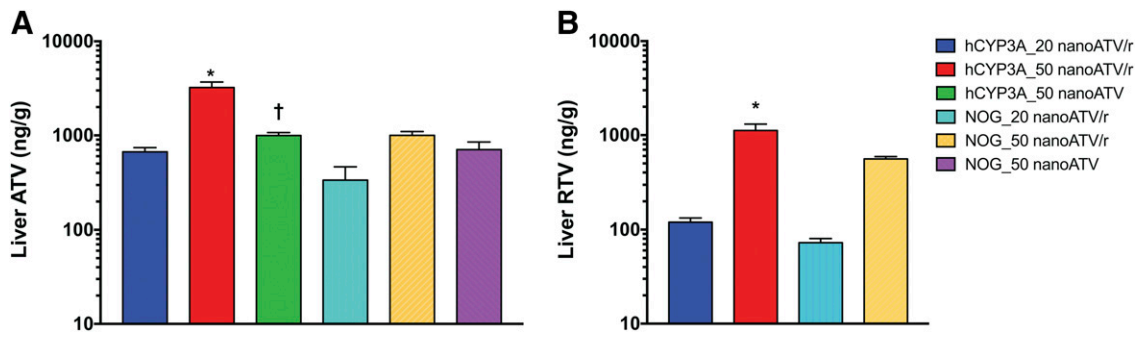 A
Liver ATV (ng/g)
10000
1000
100
10
*
†
B
Liver RTV (ng/g)
10000
1000
100
10
*
hCYP3A_20 nanoATV/r
hCYP3A_50 nanoATV/r
hCYP3A_50 nanoATV
NOG_20 nanoATV/r
NOG_50 nanoATV/r
NOG_50 nanoATV